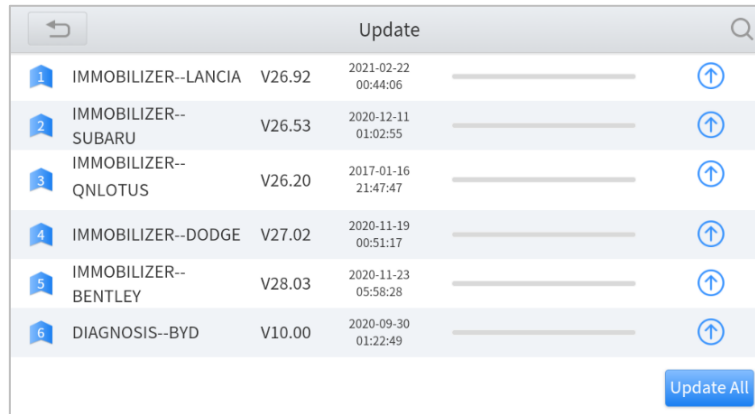 Update
1 IMMOBILIZER--LANCIA V26.92 2021-02-22
00:44:06
2 IMMOBILIZER--
SUBARU V26.53 2020-12-11
01:02:55
3 IMMOBILIZER--
QNLOTUS V26.20 2017-01-16
21:47:47
4 IMMOBILIZER--DODGE V27.02 2020-11-19
00:51:17
5 IMMOBILIZER--
BENTLEY V28.03 2020-11-23
05:58:28
6 DIAGNOSIS--BYD V10.00 2020-09-30
01:22:49
Update All